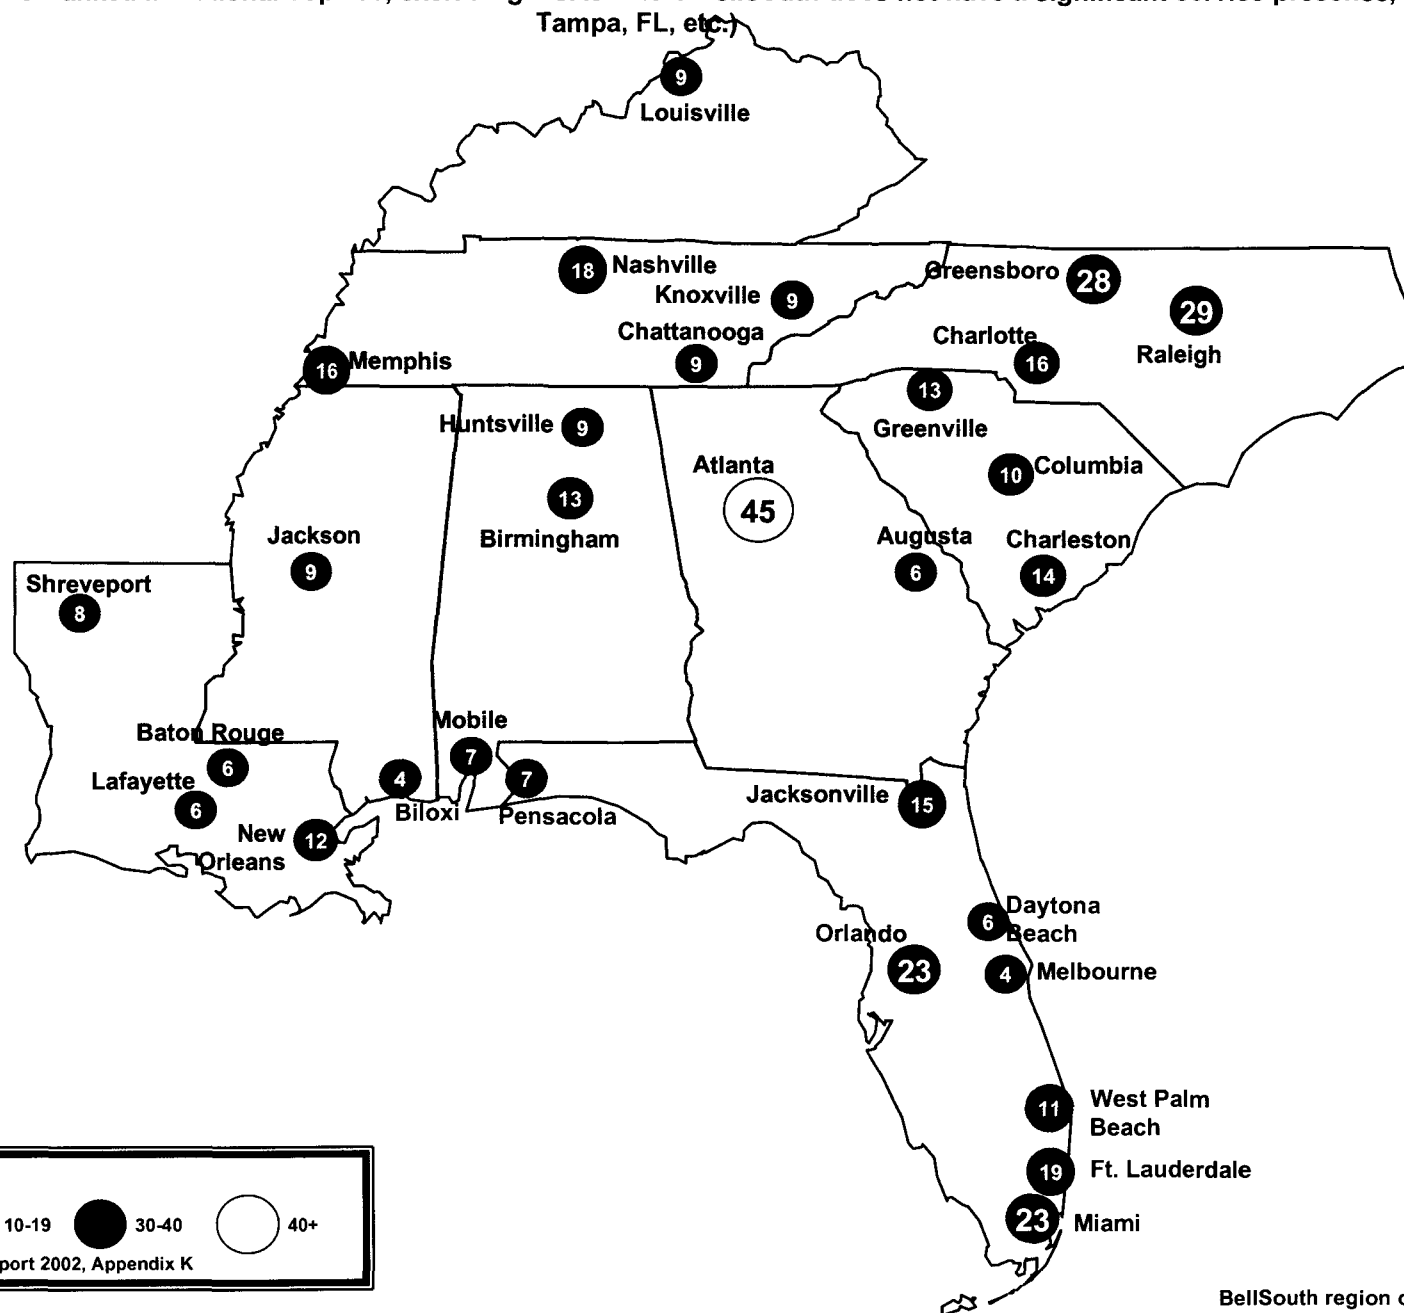 Tampa, FL, etc.)
9
Louisville
18 Nashville
Knoxville 9
Chattanooga
9
16 Memphis
Greensboro 28
29
Raleigh
Charlotte
16
13
Greenville
Huntsville 9
13
Birmingham
Atlanta
45
10 Columbia
Augusta
6
Charleston
14
Jackson
9
Shreveport
8
Baton Rouge
6
Lafayette
6
New
Orleans
12
4
Biloxi
Mobile
7
7
Pensacola
Jacksonville 15
6 Daytona
Beach
Orlando
23
4 Melbourne
11 West Palm
Beach
19 Ft. Lauderdale
23 Miami
10-19 30-40 40+
port 2002, Appendix K
BellSouth region